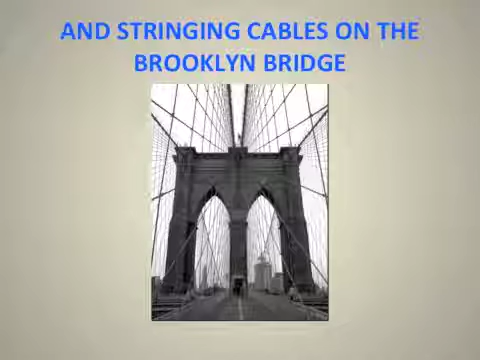 AND STRINGING CABLES ON THE
BROOKLYN BRIDGE